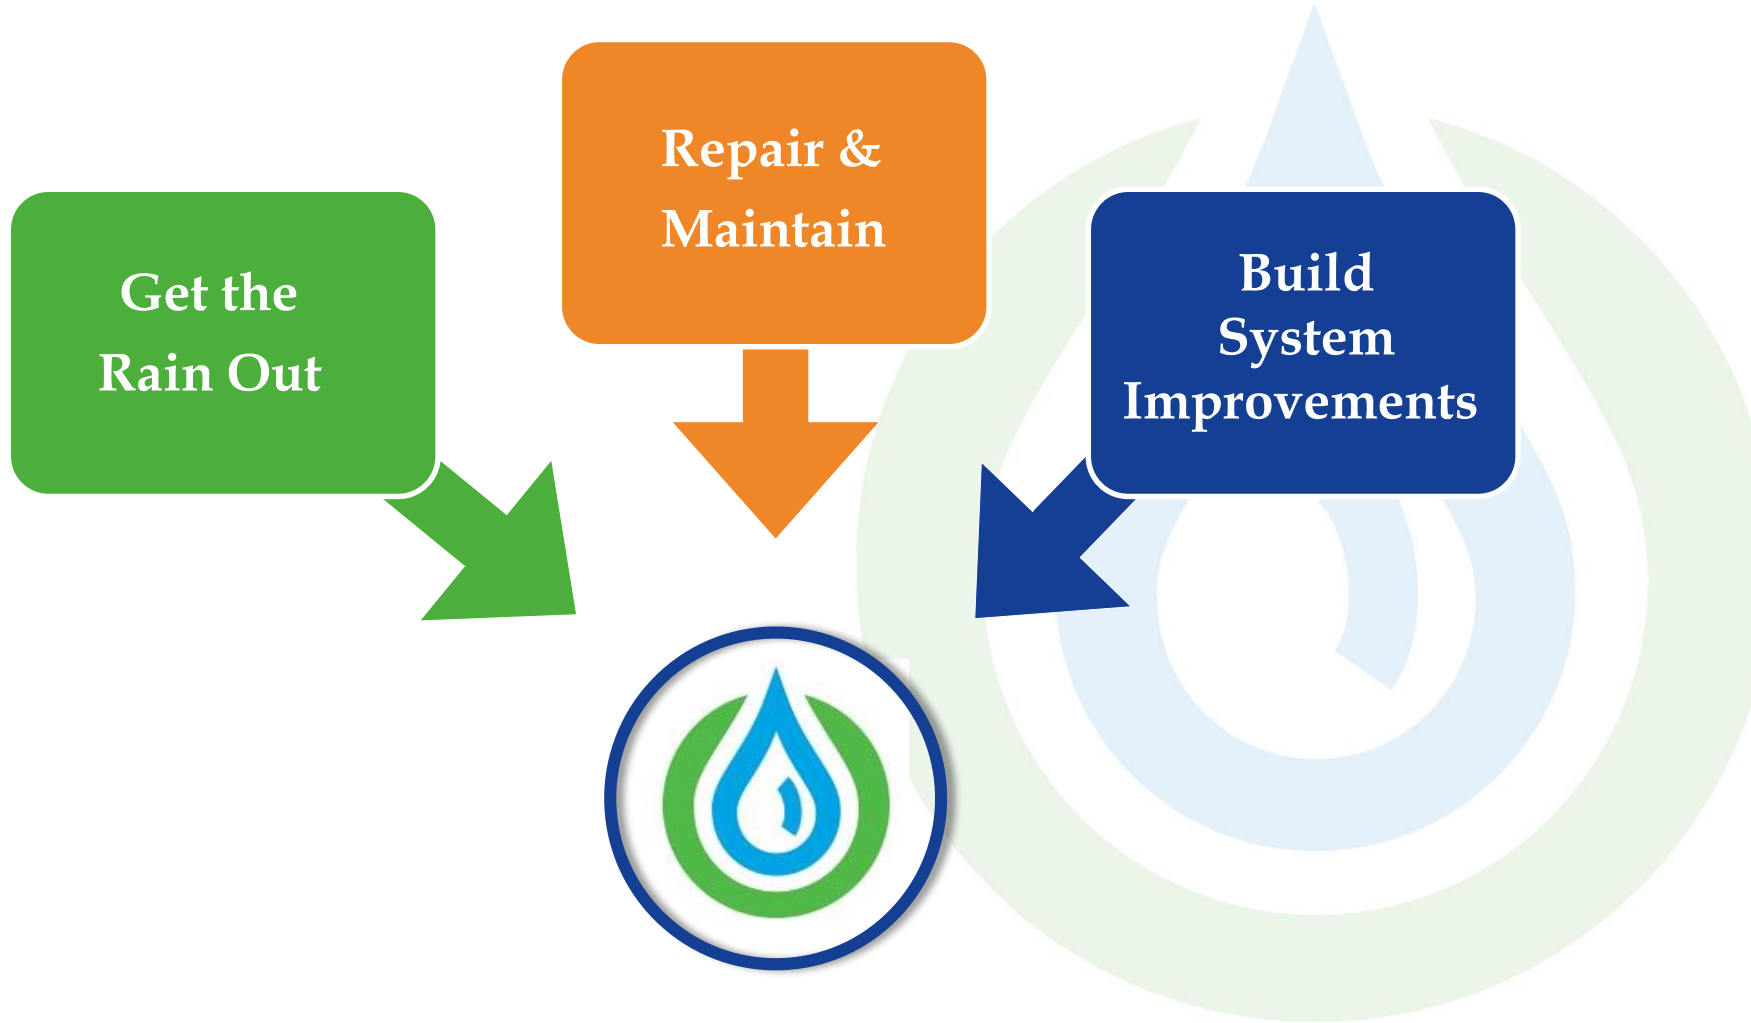 Get the
Rain Out
Repair &
Maintain
Build
System
Improvements